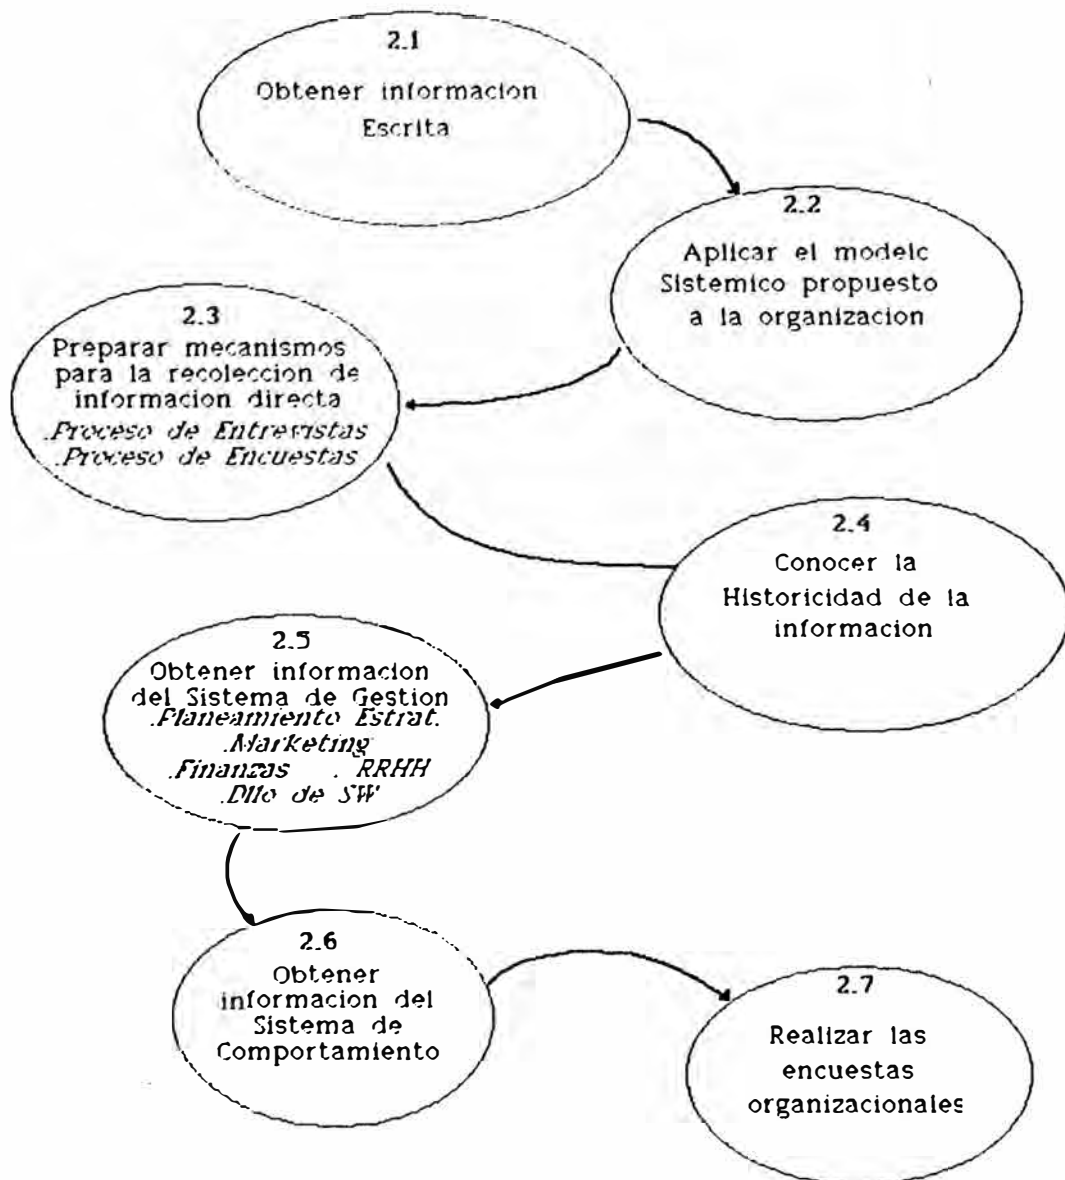 2.1
Obtener informacion
Escrita
2.2
Aplicar el modelc
Sistemico propuesto
a la organizacion
2.3
Preparar mecanismos
para la recoleccion de
informacion directa
.Proceso de Entrevistas
.Proceso de Encuestas
2.4
Conocer la
Historicidad de la
informacion
2.5
Obtener informacion
del Sistema de Gestion
.Planeamiento Estrat.
.Marketing
.Finanzas . RRHH
.Dllo de SW
2.6
Obtener
informacion del
Sistema de
Comportamiento
2.7
Realizar las
encuestas
organizacionales